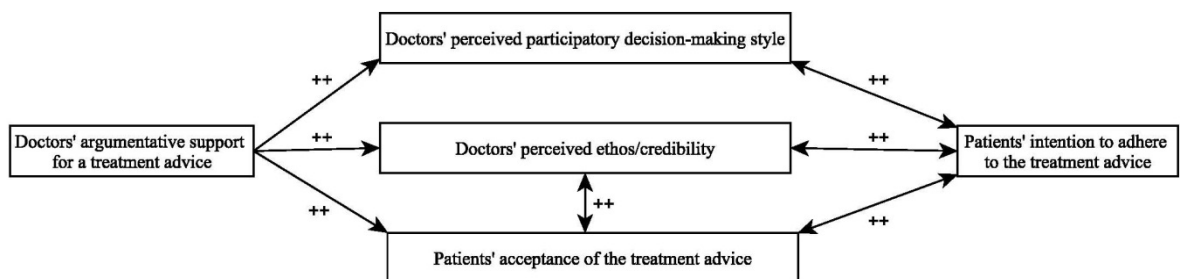 Doctors' perceived participatory decision-making style
++
++
Doctors' argumentative support
for a treatment advice
++
Doctors' perceived ethos/credibility
++
Patients' intention to adhere
to the treatment advice
++
++
++
Patients' acceptance of the treatment advice